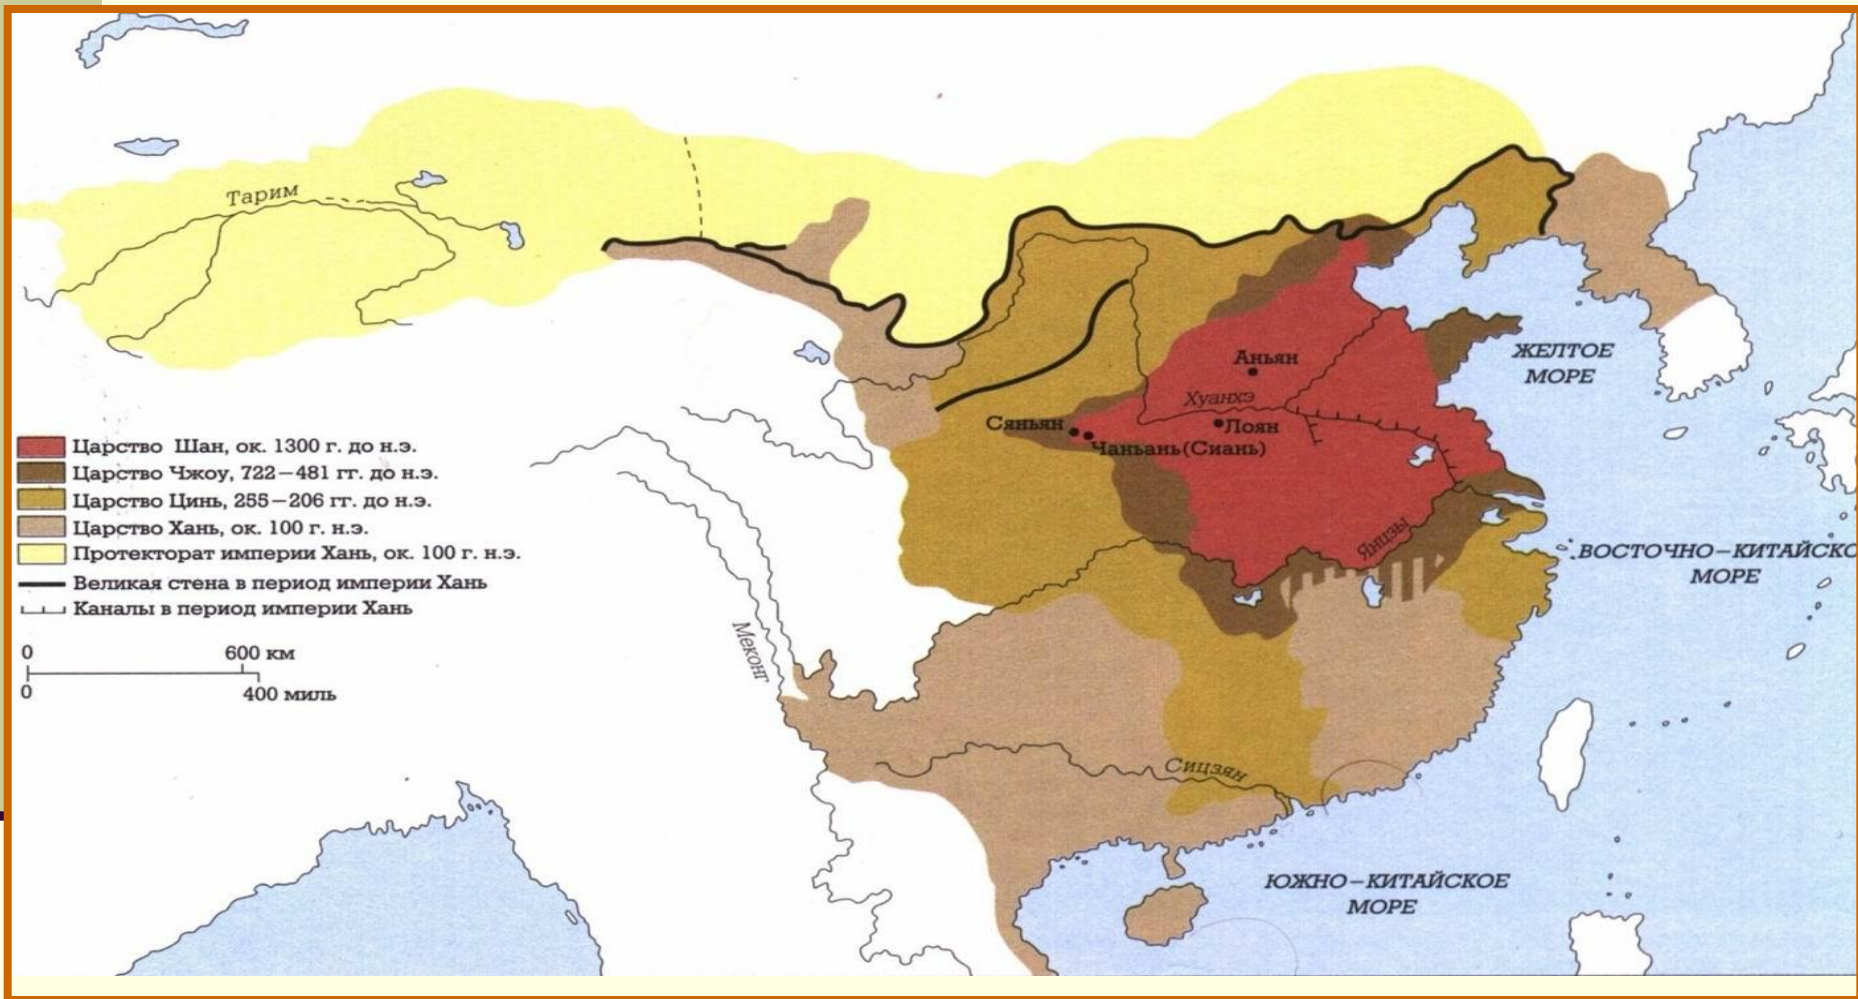 Тарим
Аньян
ЖЕЛТОЕ
МОРЕ
Хуанхэ
Сяньян
Лоян
Чаньань (Сиань)
Царство Шан, ок. 1300 г. до н.э.
Царство Чжоу, 722–481 гг. до н.э.
Царство Цинь, 255–206 гг. до н.э.
Царство Хань, ок. 100 г. н.э.
Протекторат империи Хань, ок. 100 г. н.э.
Великая стена в период империи Хань
Каналы в период империи Хань
Янцзы
ВОСТОЧНО–КИТАЙСКО
МОРЕ
0 600 км
0 400 миль
Меконг
Сицзян
ЮЖНО–КИТАЙСКОЕ
МОРЕ